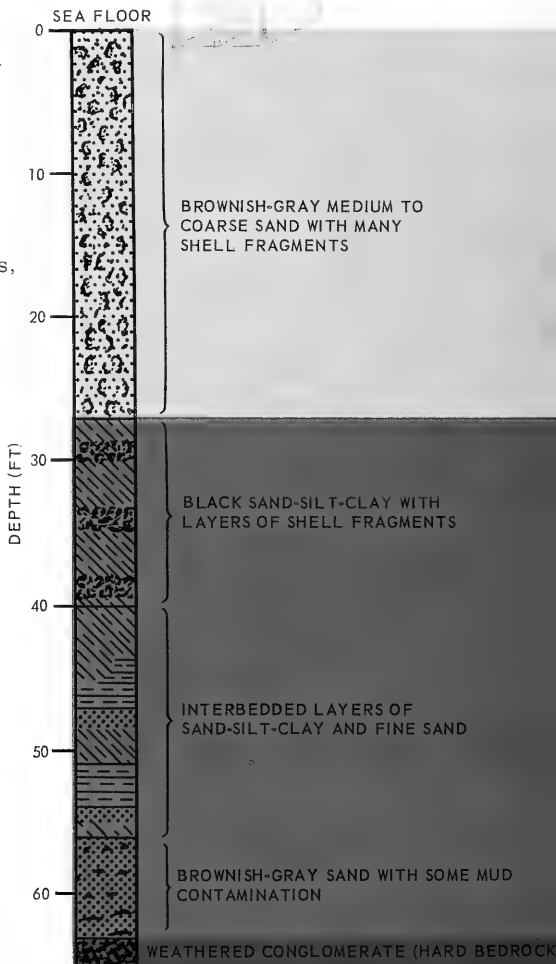 SEA FLOOR
0
10
BROWNISH-GRAY MEDIUM TO
COARSE SAND WITH MANY
SHELL FRAGMENTS
s,
20
DEPTH (FT)
30
BLACK SAND-SILT-CLAY WITH
LAYERS OF SHELL FRAGMENTS
40
INTERBEDDED LAYERS OF
SAND-SILT-CLAY AND FINE SAND
50
BROWNISH-GRAY SAND WITH SOME MUD
CONTAMINATION
60
WEATHERED CONGLOMERATE (HARD BEDROCK